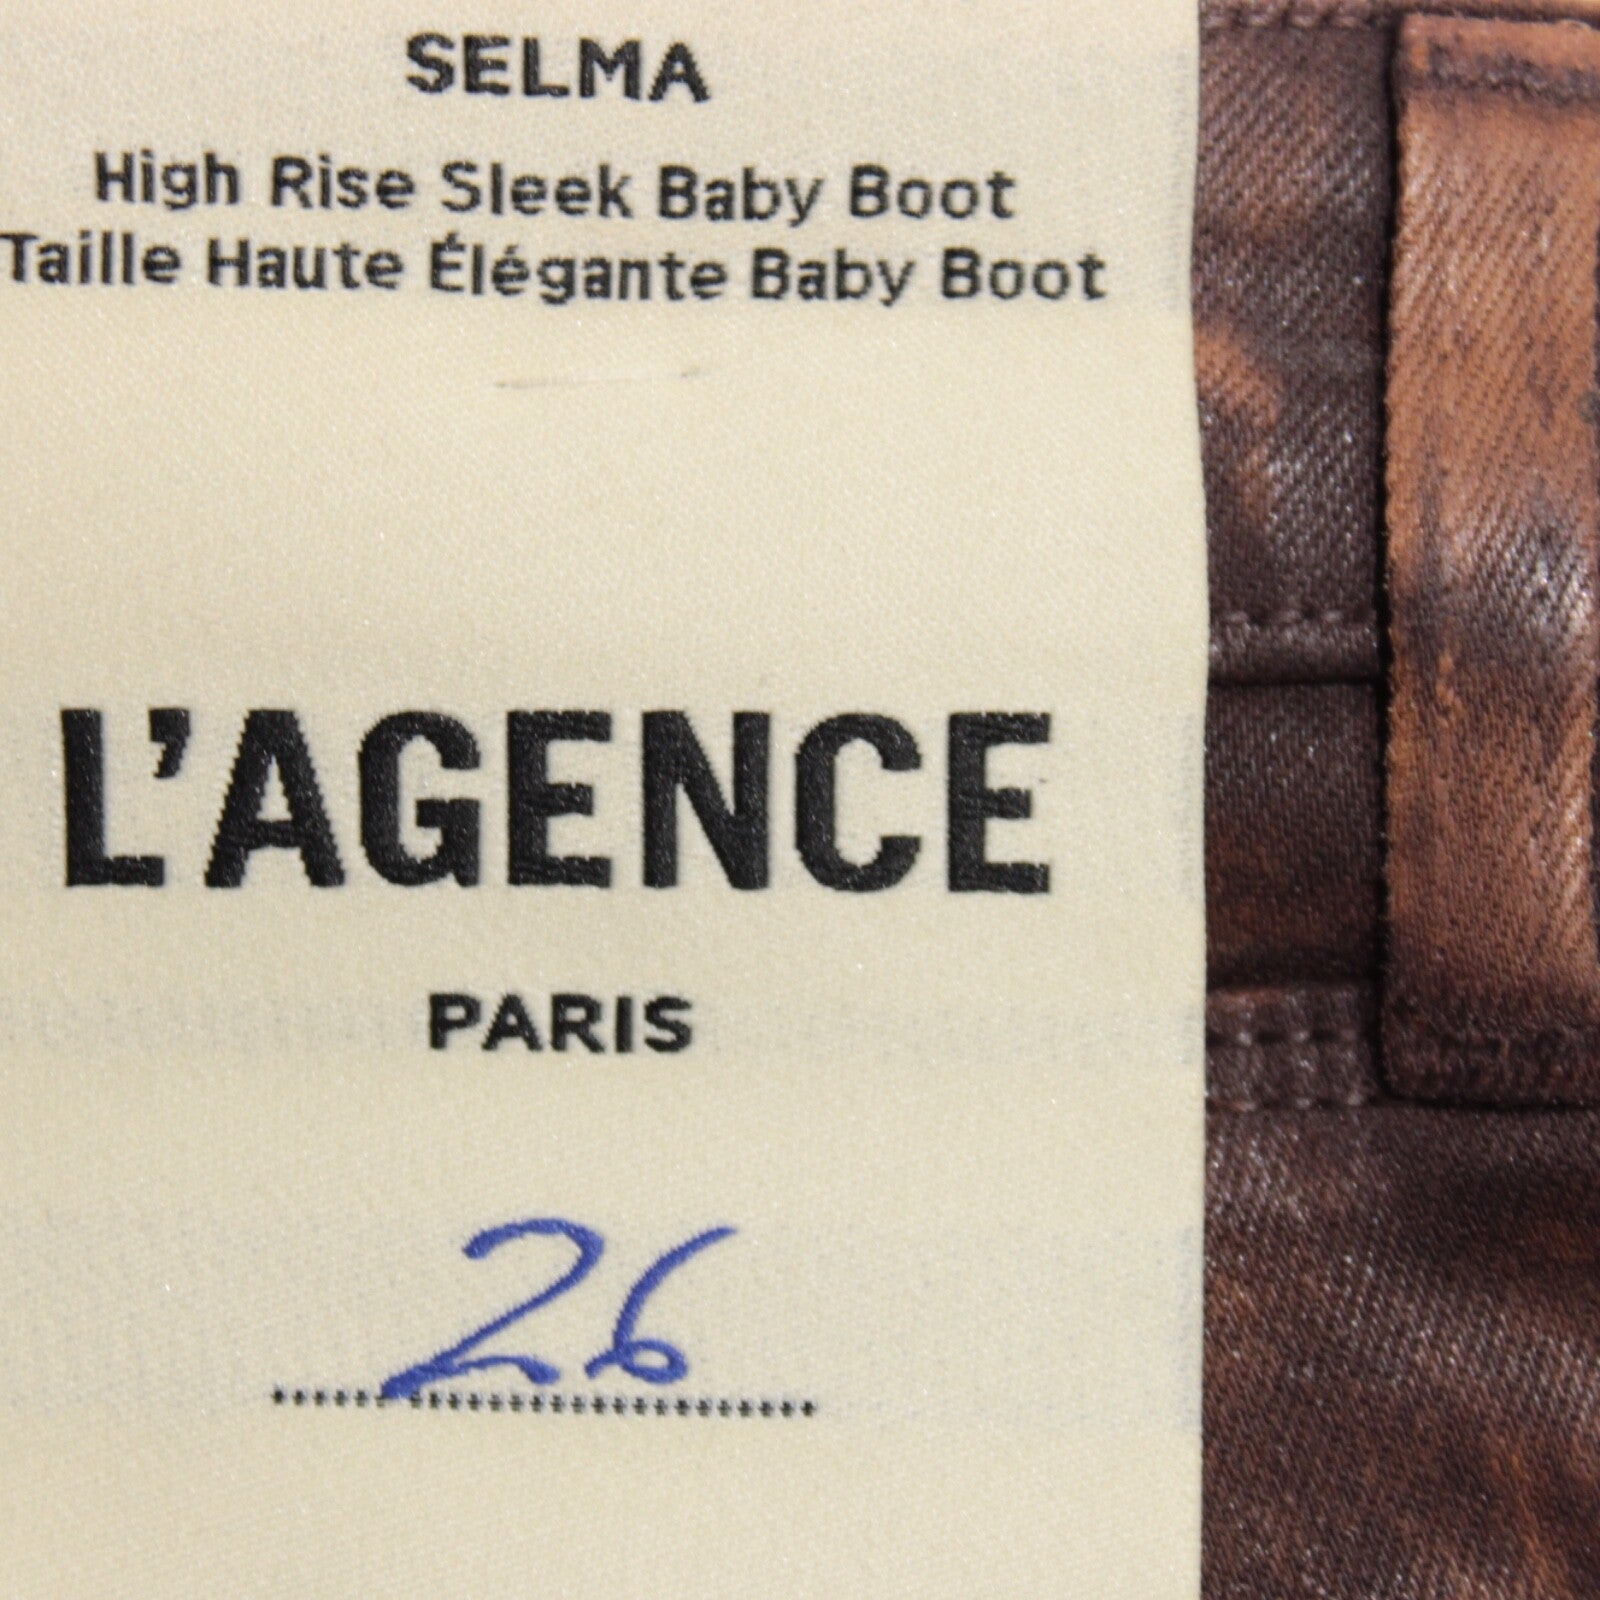 SELMA
High Rise Sleek Baby Boot
Taille Haute Élégante Baby Boot
L'AGENCE
PARIS
26